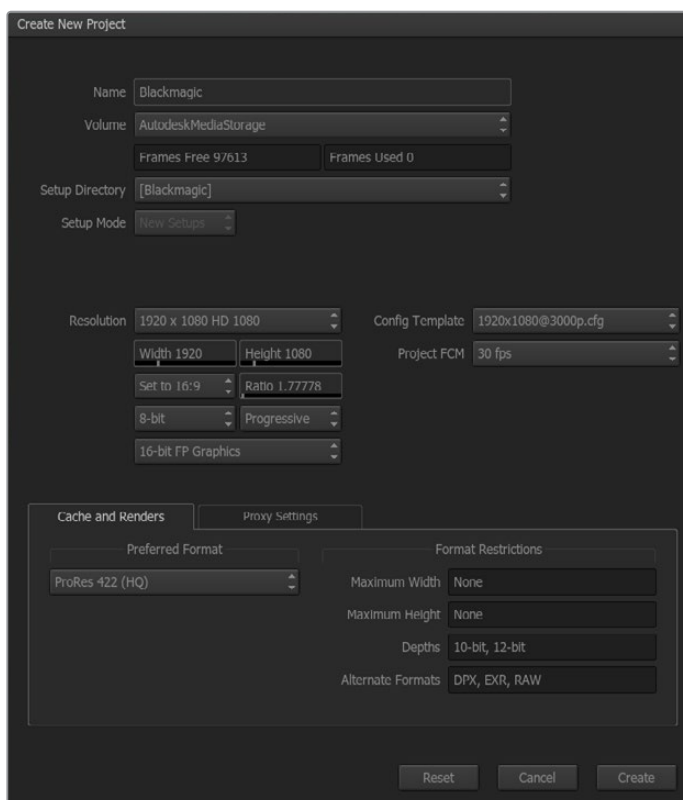 Create New Project
Name Blackmagic
Volume AutodeskMediaStorage
Frames Free 97613 Frames Used 0
Setup Directory [Blackmagic]
Setup Mode New Setups
Resolution 1920 x 1080 HD 1080 Config Template 1920x1080@3000p.cfg
Width 1920 Height 1080 Project FCM 30 fps
Set to 16:9 Ratio 1.77778
8-bit Progressive
16-bit FP Graphics
Cache and Renders Proxy Settings
Preferred Format Format Restrictions
ProRes 422 (HQ) Maximum Width None
Maximum Height None
Depths 10-bit, 12-bit
Alternate Formats DPX, EXR, RAW
Reset Cancel Create